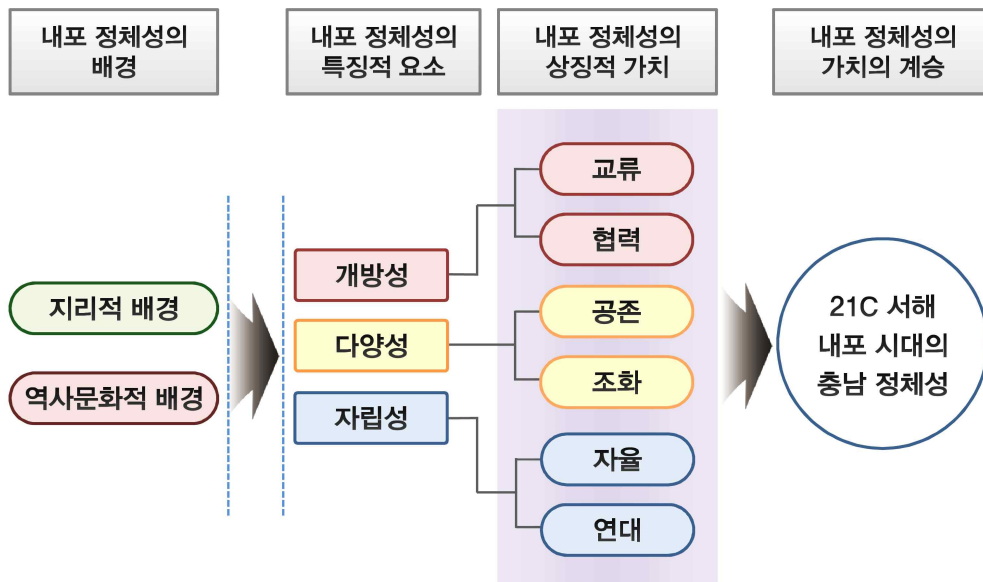 내포 정체성의
배경
내포 정체성의
특징적 요소
내포 정체성의
상징적 가치
내포 정체성의
가치의 계승
지리적 배경
역사문화적 배경
개방성
다양성
자립성
교류
협력
공존
조화
자율
연대
21C 서해
내포 시대의
충남 정체성